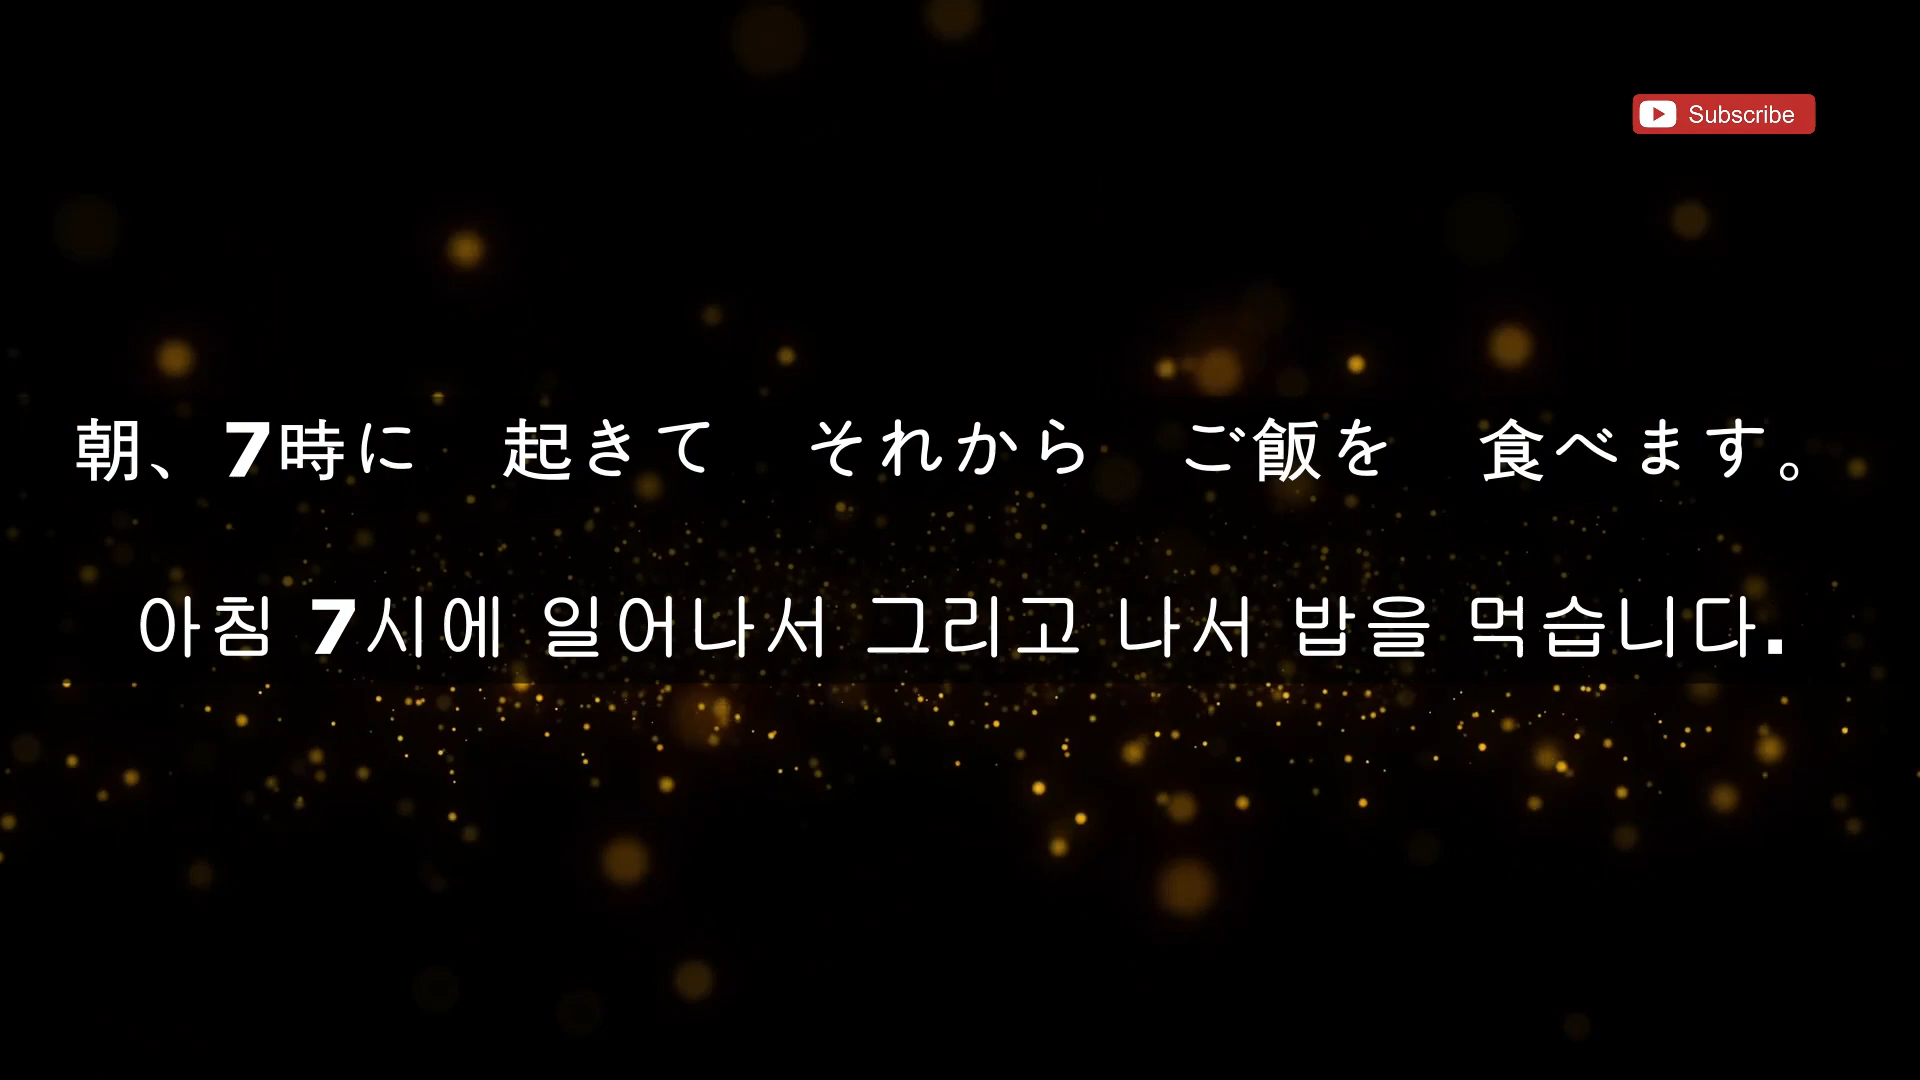 Subscribe
朝、7時に　起きて　それから　ご飯を　食べます。
아침 7시에 일어나서 그리고 나서 밥을 먹습니다.